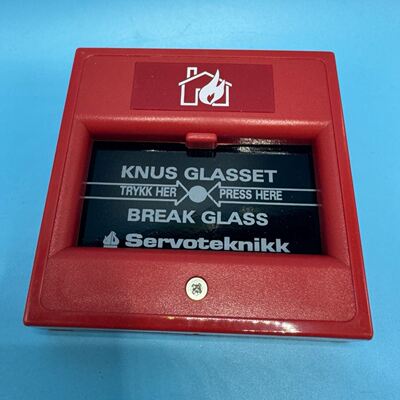 KNUS GLASSET
TRYKK HER PRESS HERE
BREAK GLASS
Servoteknikk